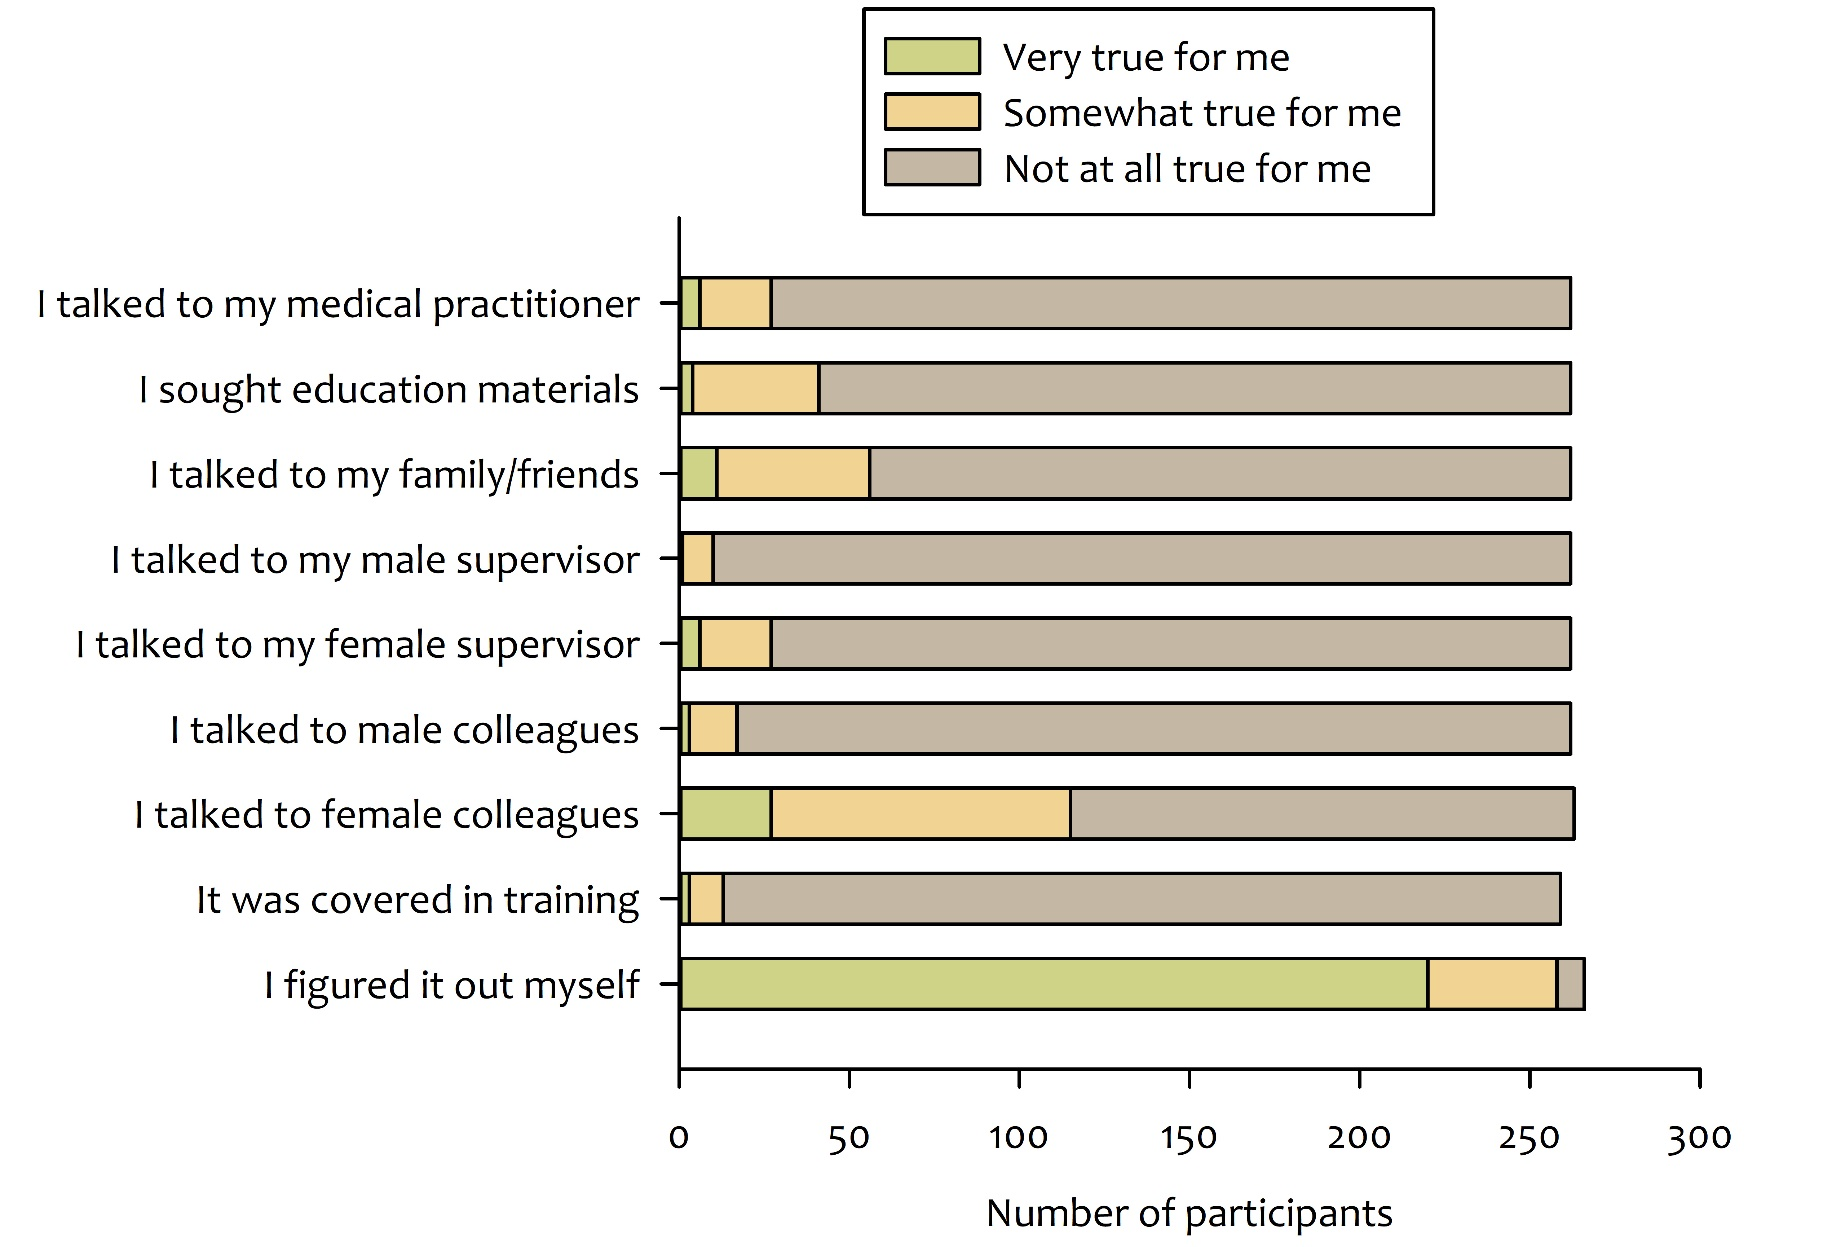 Very true for me
Somewhat true for me
Not at all true for me
I talked to my medical practitioner
I sought education materials
I talked to my family/friends
I talked to my male supervisor
I talked to my female supervisor
I talked to male colleagues
I talked to female colleagues
It was covered in training
I figured it out myself
0 50 100 150 200 250 300
Number of participants